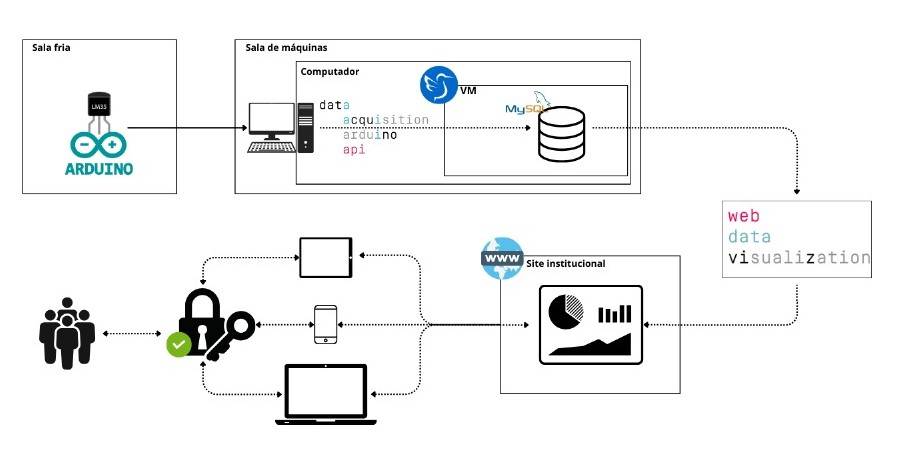 Sala fria
LM35
ARDUINO
Sala de máquinas
Computador
data
acquisition
arduino
api
VM
MySQL
web
data
visualization
www
Site institucional